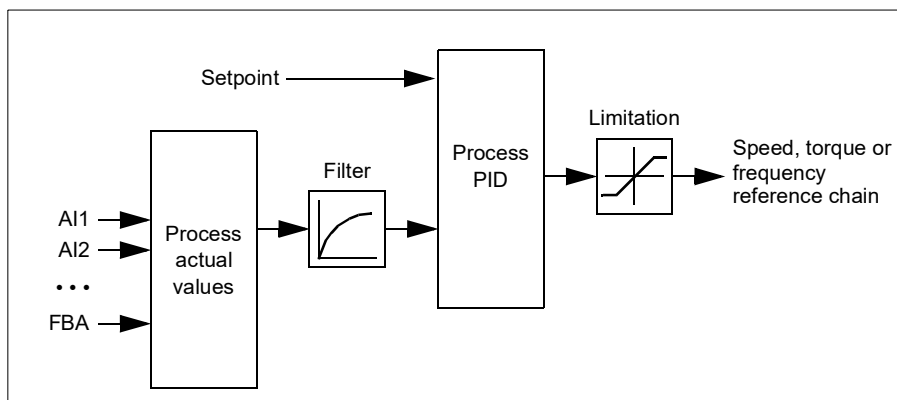 Setpoint
Process
PID
Limitation
Speed, torque or
frequency
reference chain
Filter
AI1
AI2
•••
FBA
Process
actual
values